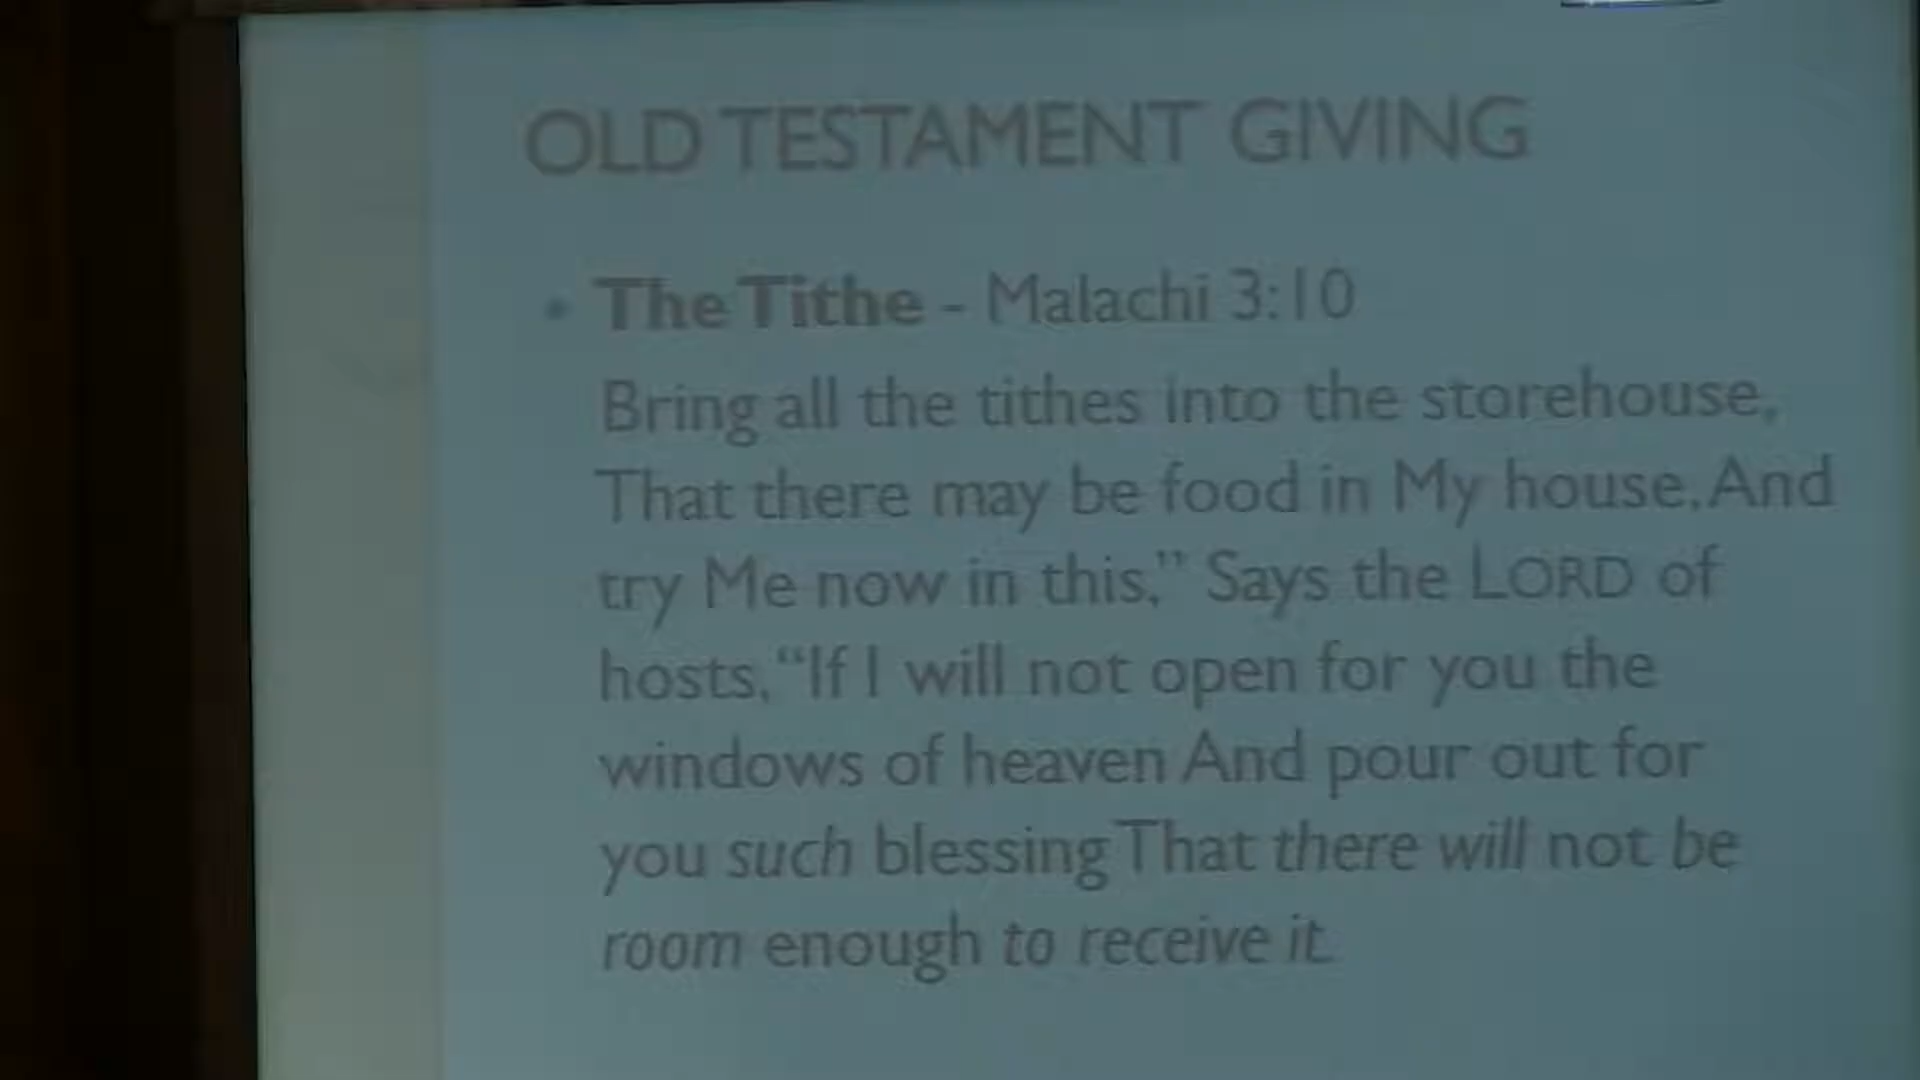 OLD TESTAMENT GIVING
• The Tithe - Malachi 3:10
Bring all the tithes into the storehouse,
That there may be food in My house, And
try Me now in this,” Says the LORD of
hosts, “If I will not open for you the
windows of heaven And pour out for
you such blessing That there will not be
room enough to receive it.